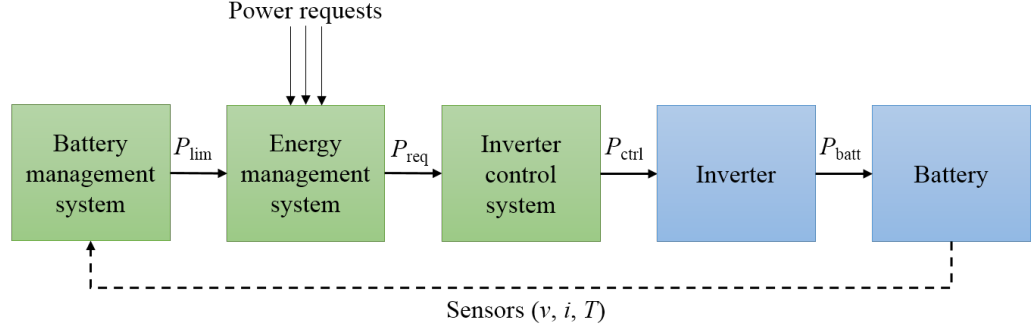 Power requests
Battery
management
system
P_lim
Energy
management
system
P_req
Inverter
control
system
P_ctrl
Inverter
P_batt
Battery
Sensors (v, i, T)